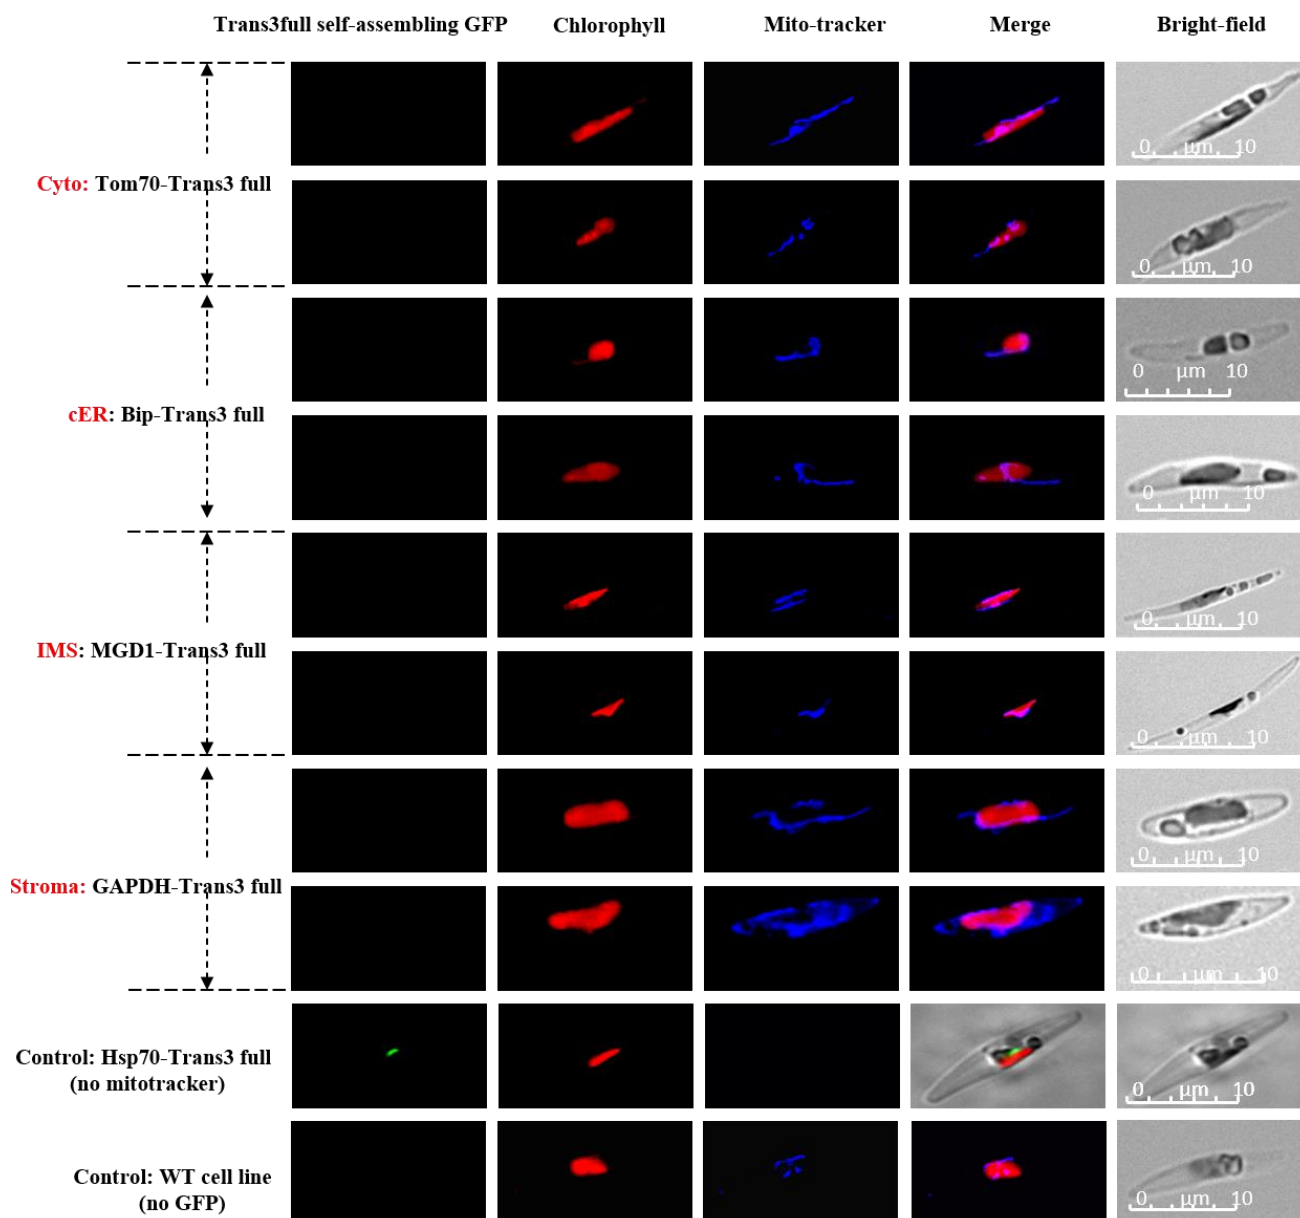 Trans3full self-assembling GFP Chlorophyll Mito-tracker Merge Bright-field
0 µm 10
Cyto: Tom70-Trans3 full
0 µm 10
0 µm 10
cER: Bip-Trans3 full
0 µm 10
0 µm 10
IMS: MGD1-Trans3 full
0 µm 10
0 µm 10
Stroma: GAPDH-Trans3 full
0 µm 10
Control: Hsp70-Trans3 full
(no mitotracker)
0 µm 10
Control: WT cell line
(no GFP)
0 µm 10